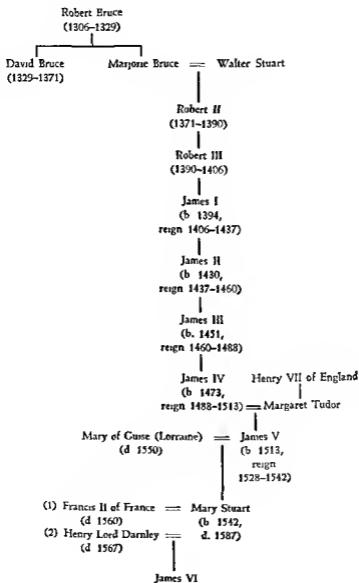 Robert Bruce
(1306–1329)
David Bruce
(1329–1371)
Marjorie Bruce = Walter Stuart
Robert II
(1371–1390)
Robert III
(1390–1406)
James I
(b 1394,
reign 1406–1437)
James II
(b 1430,
reign 1437–1460)
James III
(b. 1451,
reign 1460–1488)
James IV
(b 1473,
reign 1488–1513)
Henry VII of England
= Margaret Tudor
Mary of Guise (Lorraine)
(d 1550)
= James V
(b 1513,
reign
1528–1542)
(1) Francis II of France =
(d 1560)
(2) Henry Lord Darnley =
(d 1567)
Mary Stuart
(b 1542,
d. 1587)
James VI